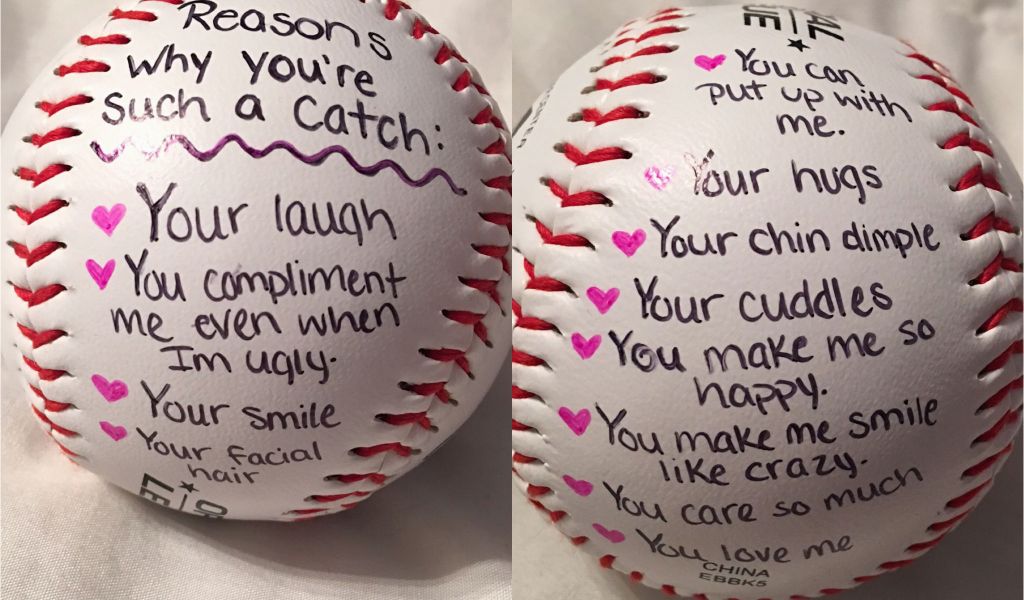 Reasons
why you're
such a Catch:
Your laugh
You compliment
me even when
Im ugly.
Your smile
Your facial
hair
You can
put up with
me.
Your hugs
Your chin dimple
Your cuddles
You make me so
happy.
You make me smile
like crazy.
You care so much
You love me
CHINA
EBBK5